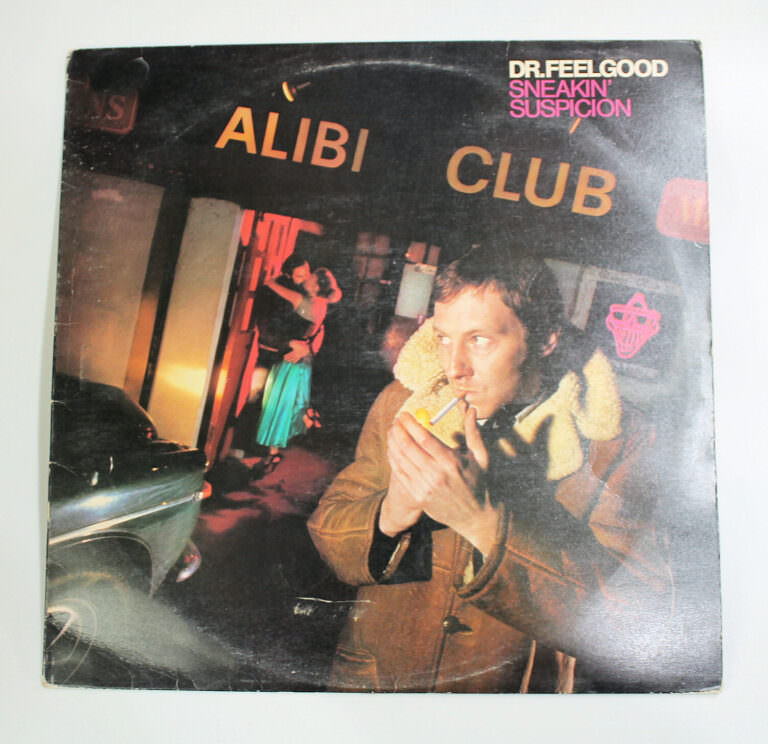 DR.FEELGOOD
SNEAKIN'
SUSPICION
ALIBI CLUB